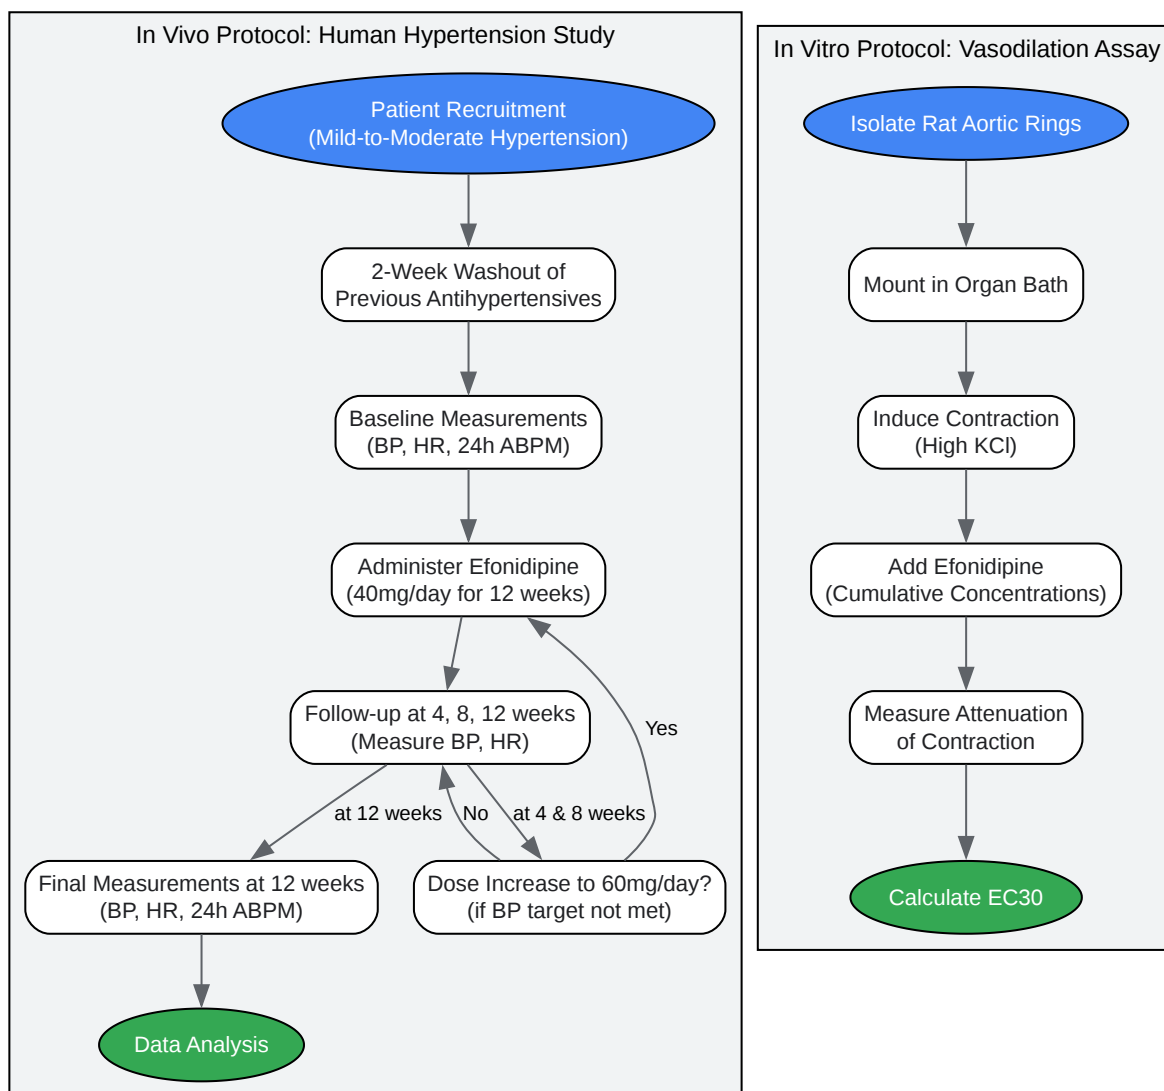 In Vivo Protocol: Human Hypertension Study
Patient Recruitment
(Mild-to-Moderate Hypertension)
2-Week Washout of
Previous Antihypertensives
Baseline Measurements
(BP, HR, 24h ABPM)
Administer Efonidipine
(40mg/day for 12 weeks)
Follow-up at 4, 8, 12 weeks
(Measure BP, HR)
Yes
at 12 weeks
No
at 4 & 8 weeks
Final Measurements at 12 weeks
(BP, HR, 24h ABPM)
Dose Increase to 60mg/day?
(if BP target not met)
Data Analysis
In Vitro Protocol: Vasodilation Assay
Isolate Rat Aortic Rings
Mount in Organ Bath
Induce Contraction
(High KCl)
Add Efonidipine
(Cumulative Concentrations)
Measure Attenuation
of Contraction
Calculate EC30